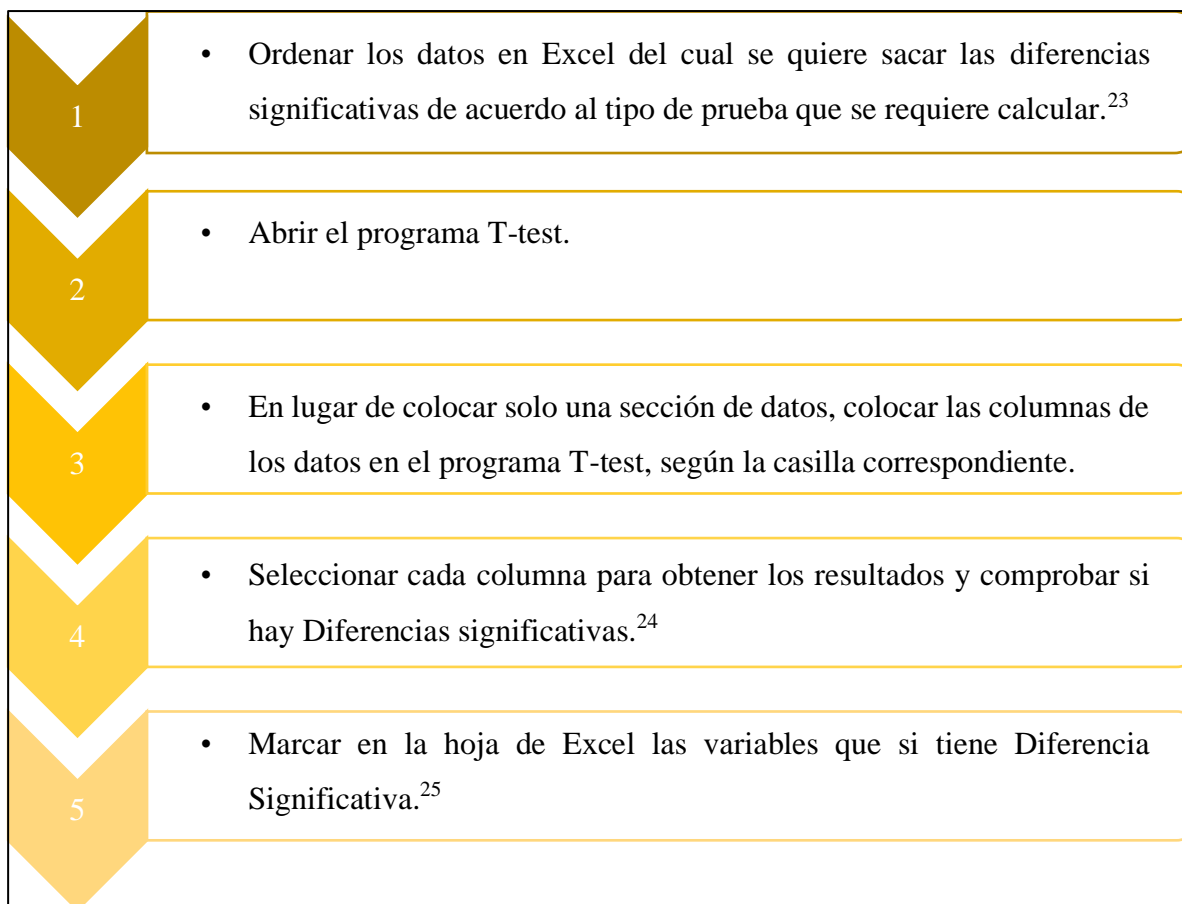 • Ordenar los datos en Excel del cual se quiere sacar las diferencias
1
significativas de acuerdo al tipo de prueba que se requiere calcular.23
• Abrir el programa T-test.
2
• En lugar de colocar solo una sección de datos, colocar las columnas de
3
los datos en el programa T-test, según la casilla correspondiente.
• Seleccionar cada columna para obtener los resultados y comprobar si
4
hay Diferencias significativas.24
• Marcar en la hoja de Excel las variables que si tiene Diferencia
5
Significativa.25